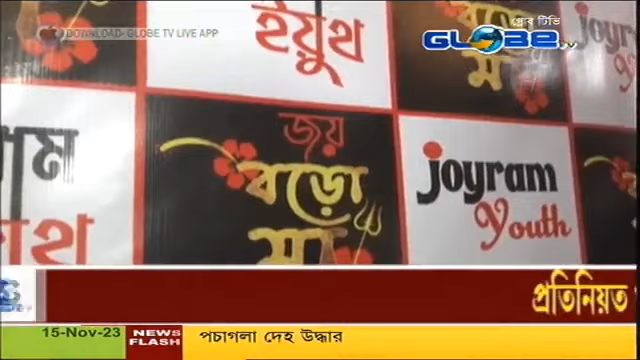 DOWNLOAD:- GLOBE TV LIVE APP
গ্লোব টিভি
GLOBE TV
ইয়ুথ
জয়
বড়ো
মা
joyram
Youth
প্রতিনিয়ত
15-Nov-23
NEWS
FLASH
পচাগলা দেহ উদ্ধার